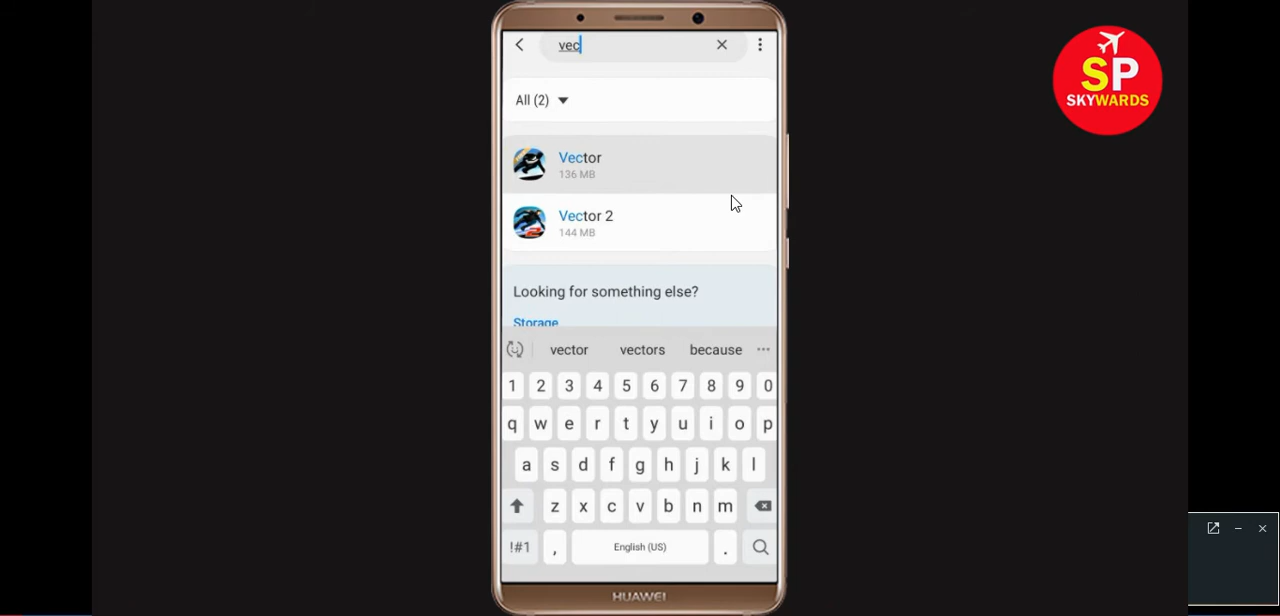 vec
SP
SKYWARDS
All (2)
Vector
136 MB
Vector 2
144 MB
Looking for something else?
Storage
vector vectors because
1 2 3 4 5 6 7 8 9 0
q w e r t y u i o p
a s d f g h j k l
z x c v b n m
!#1 , English (US) .
HUAWEI